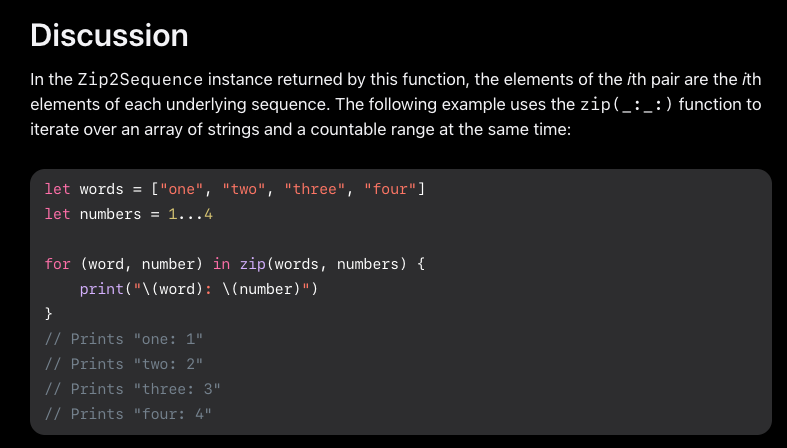 Discussion
In the Zip2Sequence instance returned by this function, the elements of the ith pair are the ith
elements of each underlying sequence. The following example uses the zip(_:_:) function to
iterate over an array of strings and a countable range at the same time:
let words = ["one", "two", "three", "four"]
let numbers = 1...4
for (word, number) in zip(words, numbers) {
    print("\(word): \(number)")
}
// Prints "one: 1"
// Prints "two: 2"
// Prints "three: 3"
// Prints "four: 4"